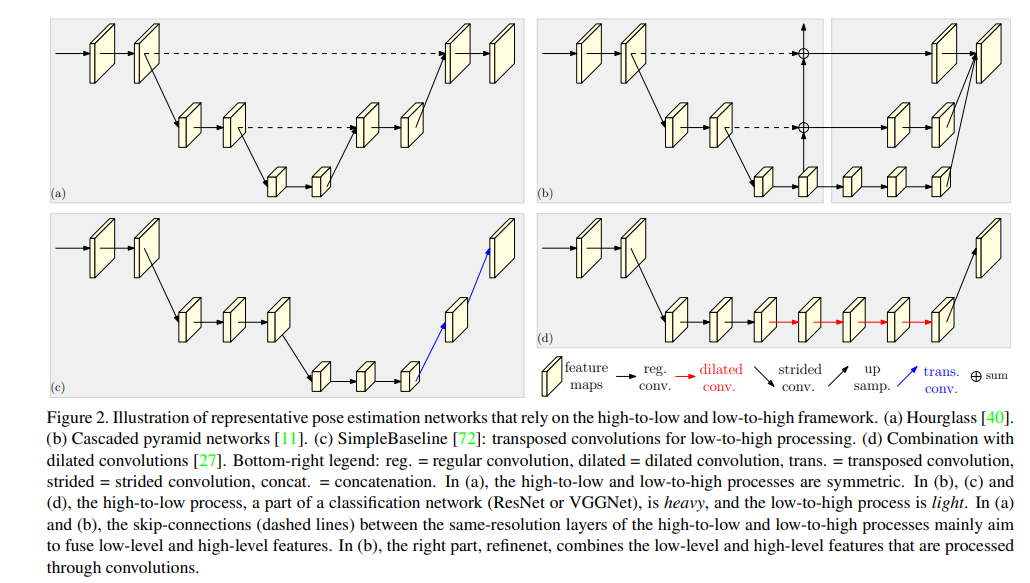 (a)
(b)
(c)
(d)
feature
maps
reg.
conv.
dilated
conv.
strided
conv.
up
samp.
trans.
conv.
sum
Figure 2. Illustration of representative pose estimation networks that rely on the high-to-low and low-to-high framework. (a) Hourglass [40].
(b) Cascaded pyramid networks [11]. (c) SimpleBaseline [72]: transposed convolutions for low-to-high processing. (d) Combination with
dilated convolutions [27]. Bottom-right legend: reg. = regular convolution, dilated = dilated convolution, trans. = transposed convolution,
strided = strided convolution, concat. = concatenation. In (a), the high-to-low and low-to-high processes are symmetric. In (b), (c) and
(d), the high-to-low process, a part of a classification network (ResNet or VGGNet), is heavy, and the low-to-high process is light. In (a)
and (b), the skip-connections (dashed lines) between the same-resolution layers of the high-to-low and low-to-high processes mainly aim
to fuse low-level and high-level features. In (b), the right part, refinenet, combines the low-level and high-level features that are processed
through convolutions.